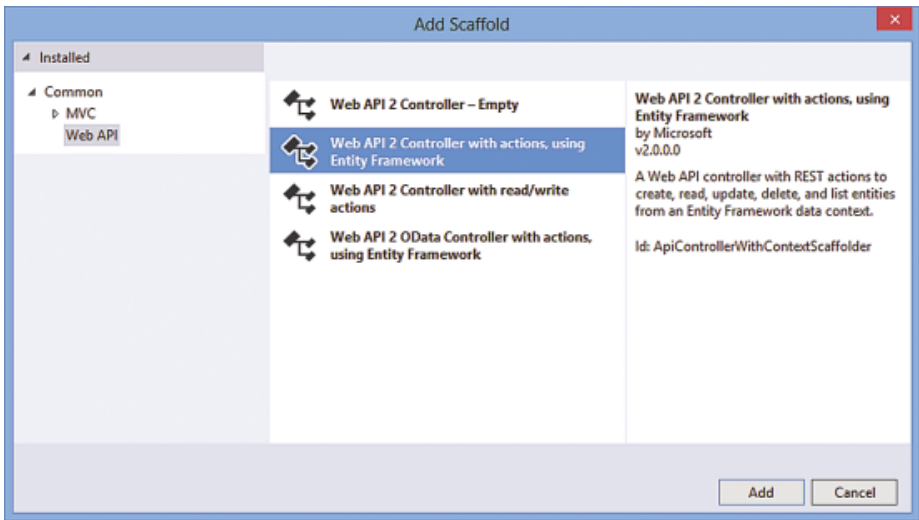 Add Scaffold
Installed
Common
MVC
Web API
Web API 2 Controller – Empty
Web API 2 Controller with actions, using
Entity Framework
Web API 2 Controller with read/write
actions
Web API 2 OData Controller with actions,
using Entity Framework
Web API 2 Controller with actions, using
Entity Framework
by Microsoft
v2.0.0.0
A Web API controller with REST actions to
create, read, update, delete, and list entities
from an Entity Framework data context.
Id: ApiControllerWithContextScaffolder
Add
Cancel